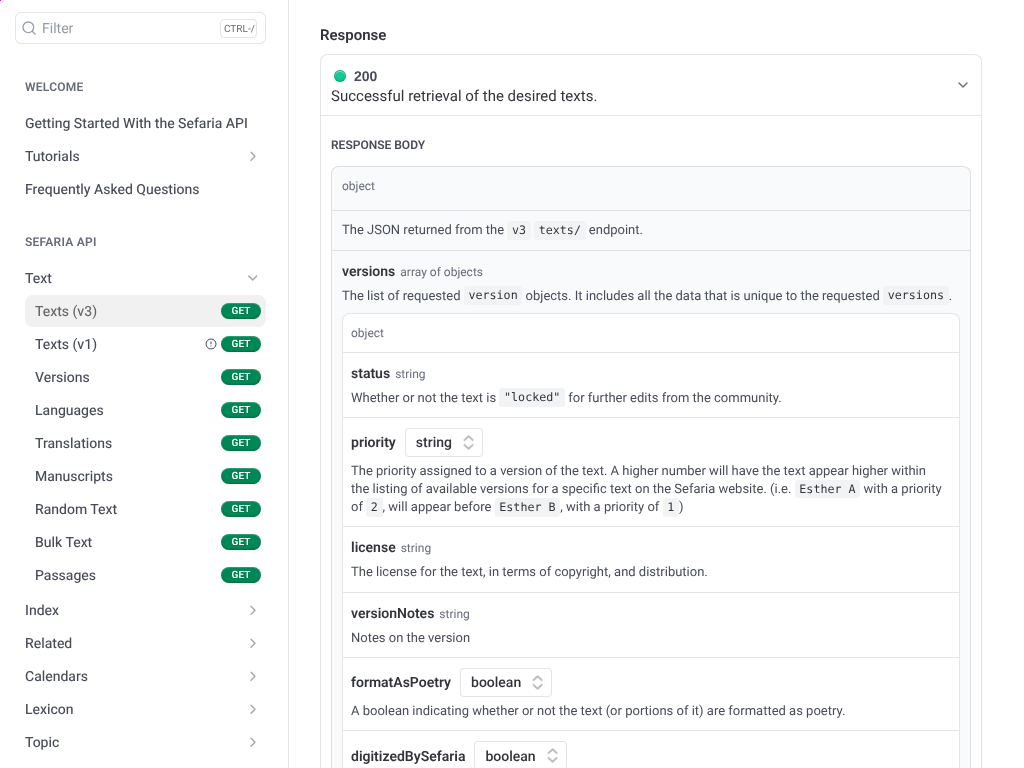 Filter
CTRL-/
WELCOME
Getting Started With the Sefaria API
Tutorials
Frequently Asked Questions
SEFARIA API
Text
Texts (v3) GET
Texts (v1) GET
Versions GET
Languages GET
Translations GET
Manuscripts GET
Random Text GET
Bulk Text GET
Passages GET
Index
Related
Calendars
Lexicon
Topic
Response
200
Successful retrieval of the desired texts.
RESPONSE BODY
object
The JSON returned from the v3 texts/ endpoint.
versions array of objects
The list of requested version objects. It includes all the data that is unique to the requested versions .
object
status string
Whether or not the text is "locked" for further edits from the community.
priority string
The priority assigned to a version of the text. A higher number will have the text appear higher within
the listing of available versions for a specific text on the Sefaria website. (i.e. Esther A with a priority
of 2 , will appear before Esther B , with a priority of 1 )
license string
The license for the text, in terms of copyright, and distribution.
versionNotes string
Notes on the version
formatAsPoetry boolean
A boolean indicating whether or not the text (or portions of it) are formatted as poetry.
digitizedBySefaria boolean